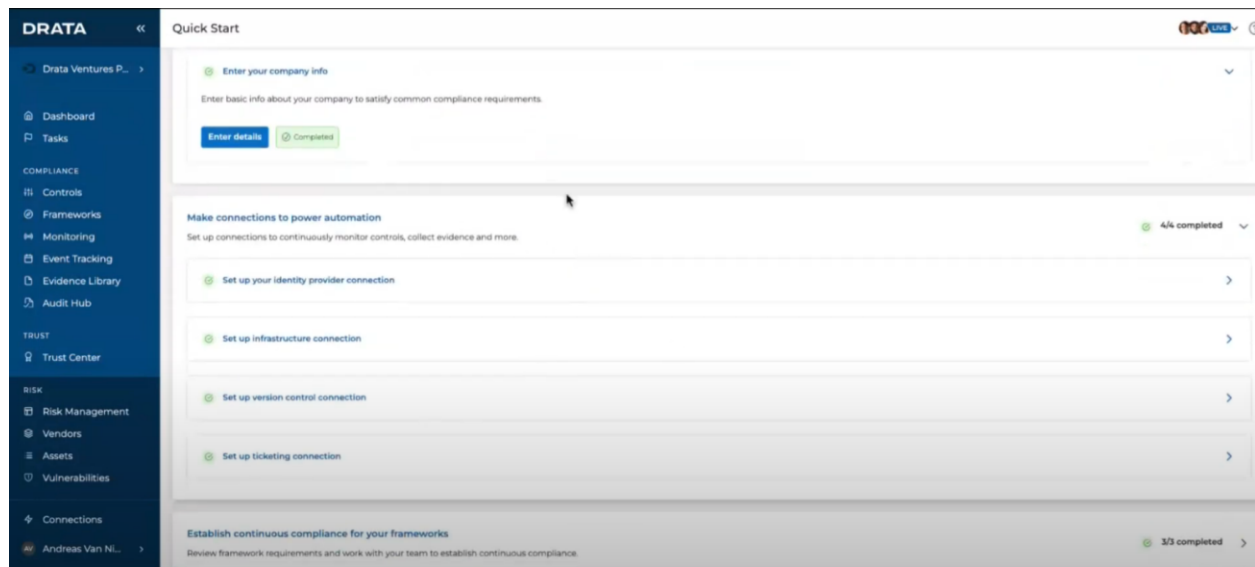 DRATA
«
Quick Start
LIVE
Drata Ventures P...
Dashboard
Tasks
COMPLIANCE
Controls
Frameworks
Monitoring
Event Tracking
Evidence Library
Audit Hub
TRUST
Trust Center
RISK
Risk Management
Vendors
Assets
Vulnerabilities
Connections
AV
Andreas Van Ni...
Enter your company info
Enter basic info about your company to satisfy common compliance requirements.
Enter details
Completed
Make connections to power automation
4/4 completed
Set up connections to continuously monitor controls, collect evidence and more.
Set up your identity provider connection
Set up infrastructure connection
Set up version control connection
Set up ticketing connection
Establish continuous compliance for your frameworks
3/3 completed
Review framework requirements and work with your team to establish continuous compliance.